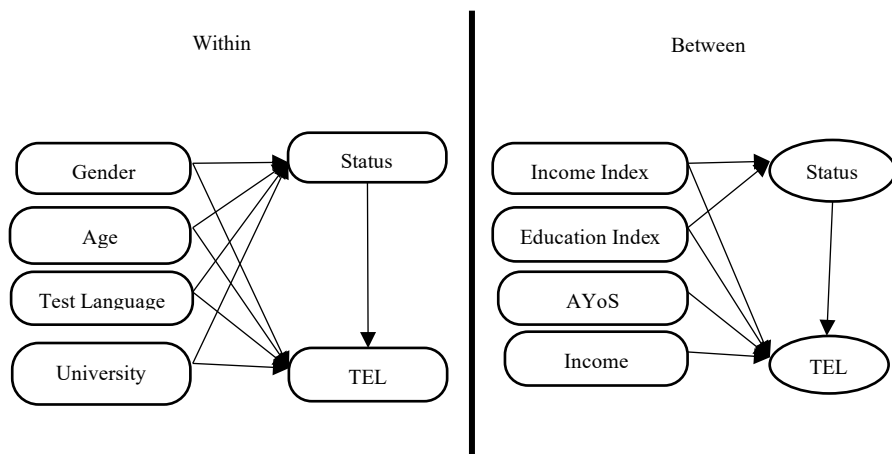 Within
Gender
Age
Test Language
University
Status
TEL
Between
Income Index
Education Index
AYoS
Income
Status
TEL